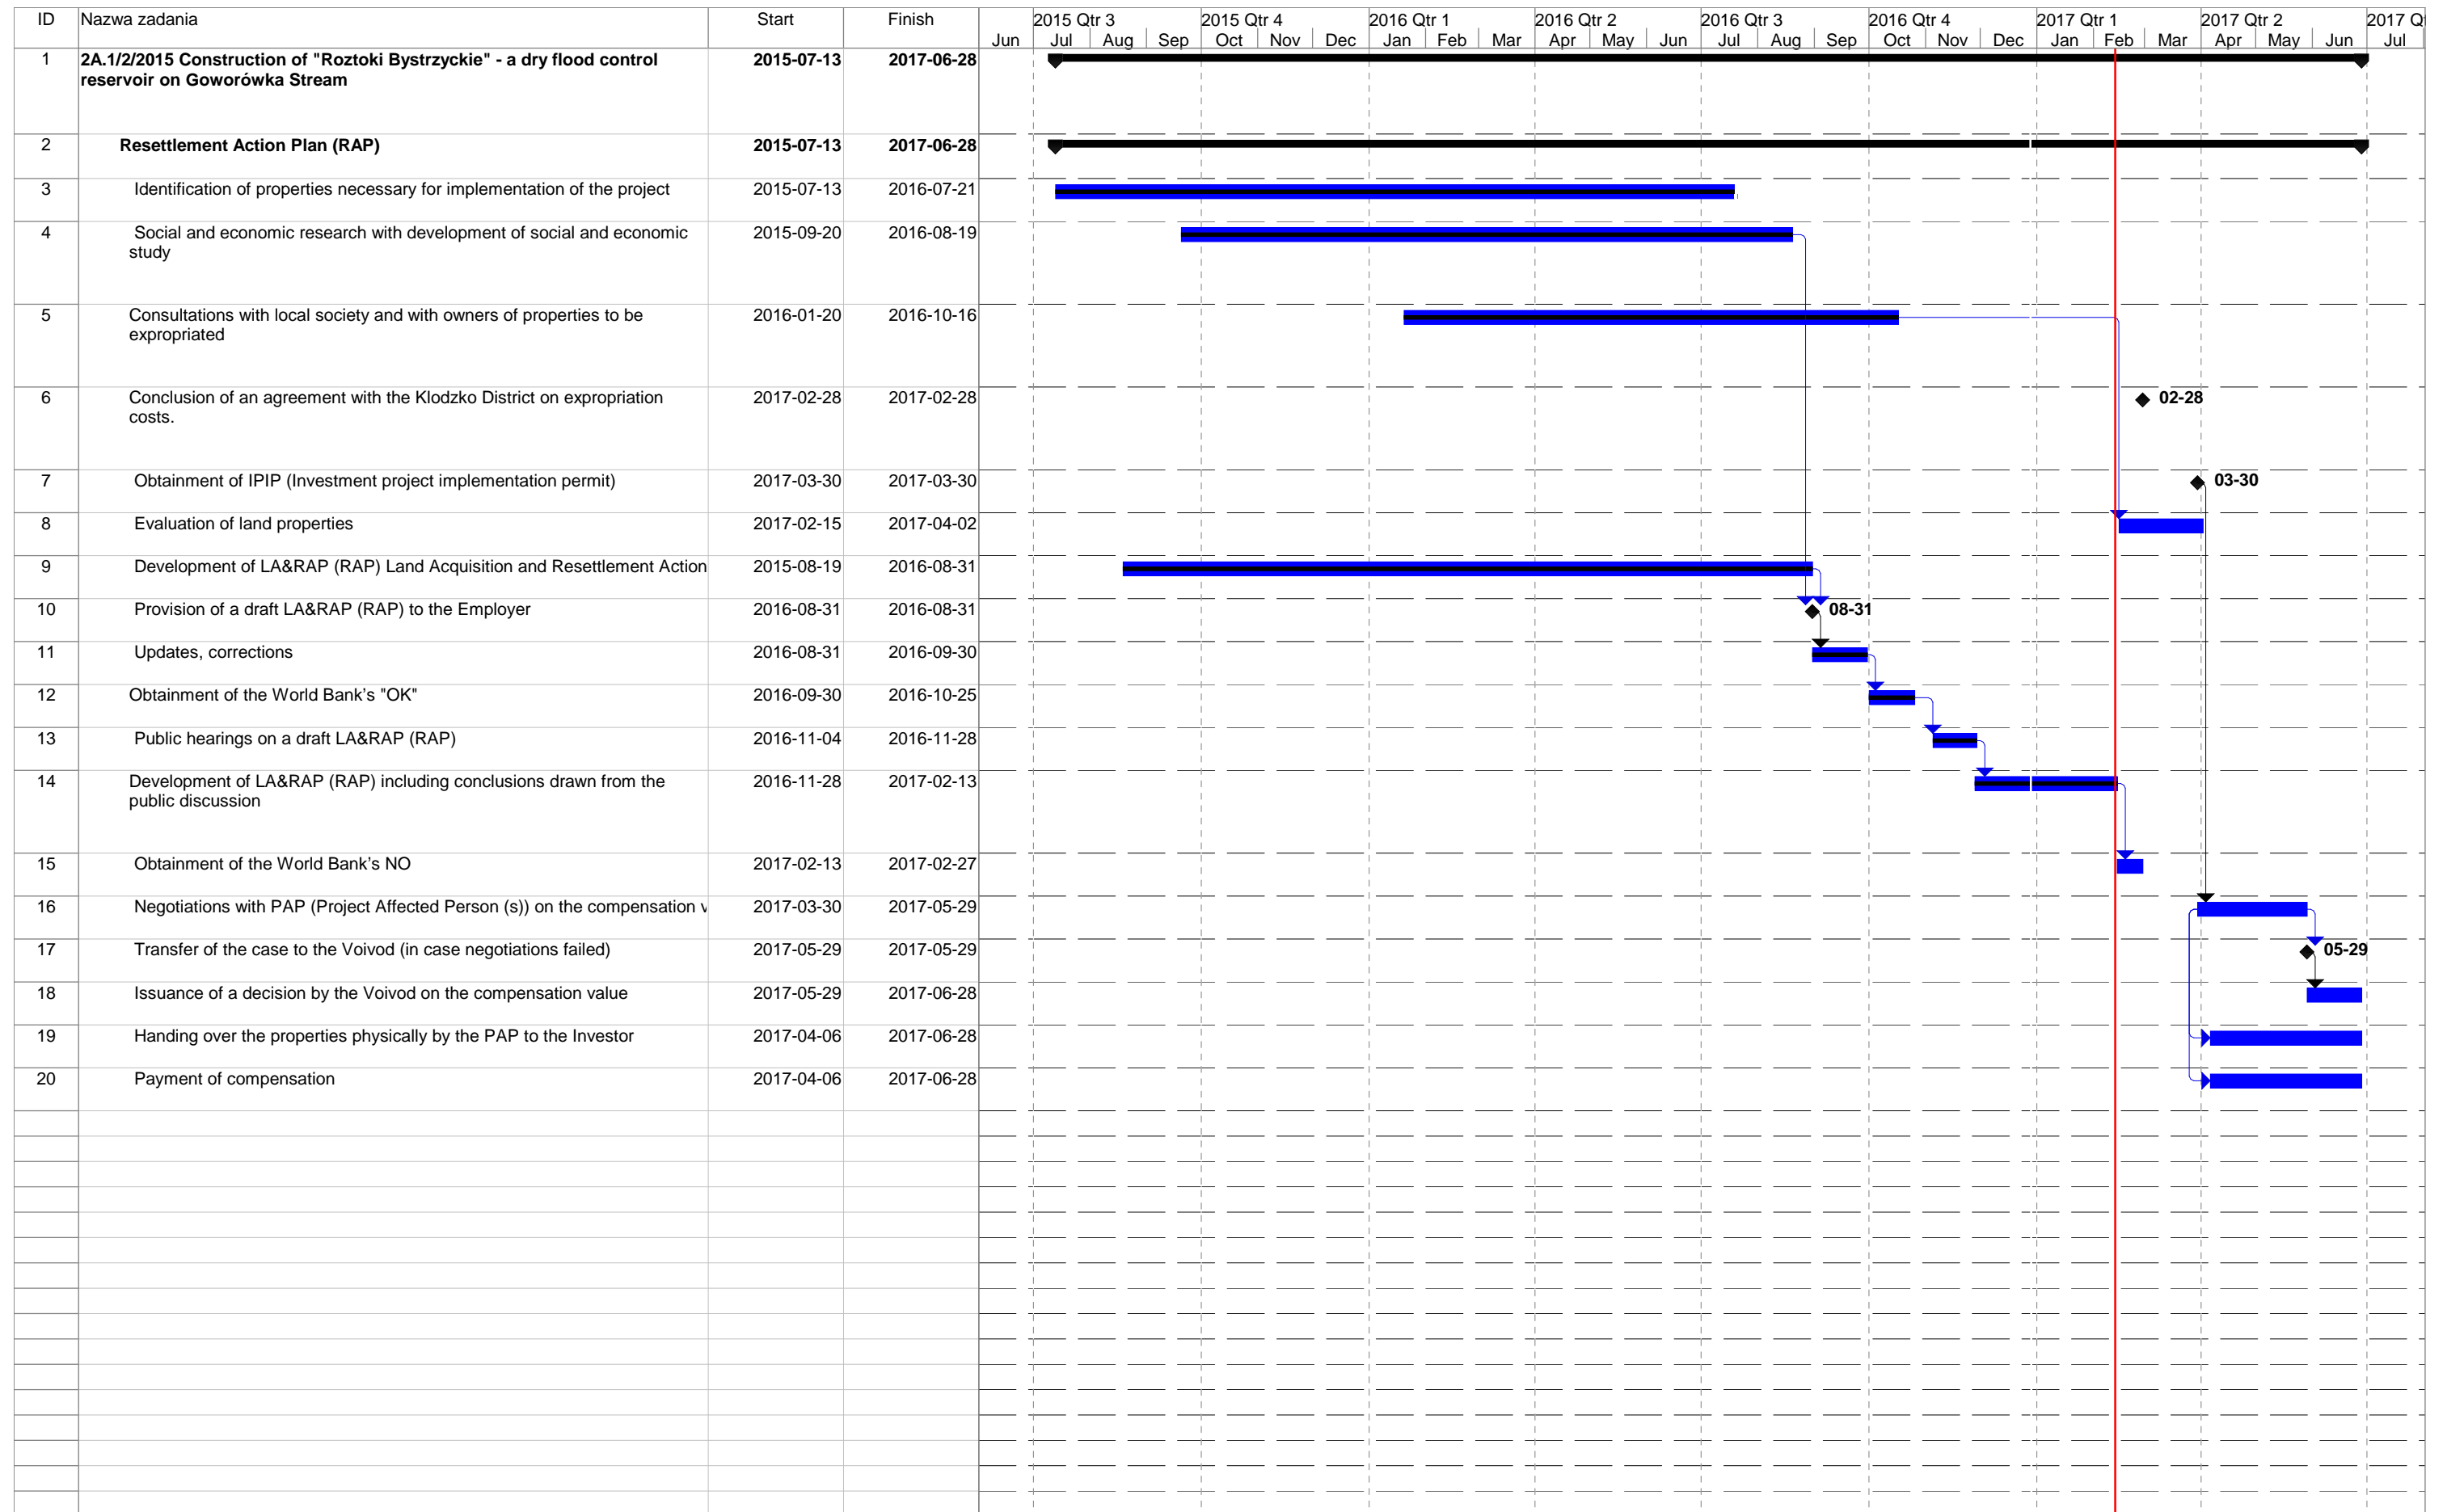 ID Nazwa zadania Start Finish 2015 Qtr 3 2015 Qtr 4 2016 Qtr 1 2016 Qtr 2 2016 Qtr 3 2016 Qtr 4 2017 Qtr 1 2017 Qtr 2 2017 Q
Jun Jul Aug Sep Oct Nov Dec Jan Feb Mar Apr May Jun Jul Aug Sep Oct Nov Dec Jan Feb Mar Apr May Jun Jul
1 2A.1/2/2015 Construction of "Roztoki Bystrzyckie" - a dry flood control 2015-07-13 2017-06-28
reservoir on Goworówka Stream
2 Resettlement Action Plan (RAP) 2015-07-13 2017-06-28
3 Identification of properties necessary for implementation of the project 2015-07-13 2016-07-21
4 Social and economic research with development of social and economic 2015-09-20 2016-08-19
study
5 Consultations with local society and with owners of properties to be 2016-01-20 2016-10-16
expropriated
6 Conclusion of an agreement with the Klodzko District on expropriation 2017-02-28 2017-02-28 02-28
costs.
7 Obtainment of IPIP (Investment project implementation permit) 2017-03-30 2017-03-30 03-30
8 Evaluation of land properties 2017-02-15 2017-04-02
9 Development of LA&RAP (RAP) Land Acquisition and Resettlement Action 2015-08-19 2016-08-31
10 Provision of a draft LA&RAP (RAP) to the Employer 2016-08-31 2016-08-31 08-31
11 Updates, corrections 2016-08-31 2016-09-30
12 Obtainment of the World Bank's "OK" 2016-09-30 2016-10-25
13 Public hearings on a draft LA&RAP (RAP) 2016-11-04 2016-11-28
14 Development of LA&RAP (RAP) including conclusions drawn from the 2016-11-28 2017-02-13
public discussion
15 Obtainment of the World Bank's NO 2017-02-13 2017-02-27
16 Negotiations with PAP (Project Affected Person (s)) on the compensation v 2017-03-30 2017-05-29
17 Transfer of the case to the Voivod (in case negotiations failed) 2017-05-29 2017-05-29 05-29
18 Issuance of a decision by the Voivod on the compensation value 2017-05-29 2017-06-28
19 Handing over the properties physically by the PAP to the Investor 2017-04-06 2017-06-28
20 Payment of compensation 2017-04-06 2017-06-28